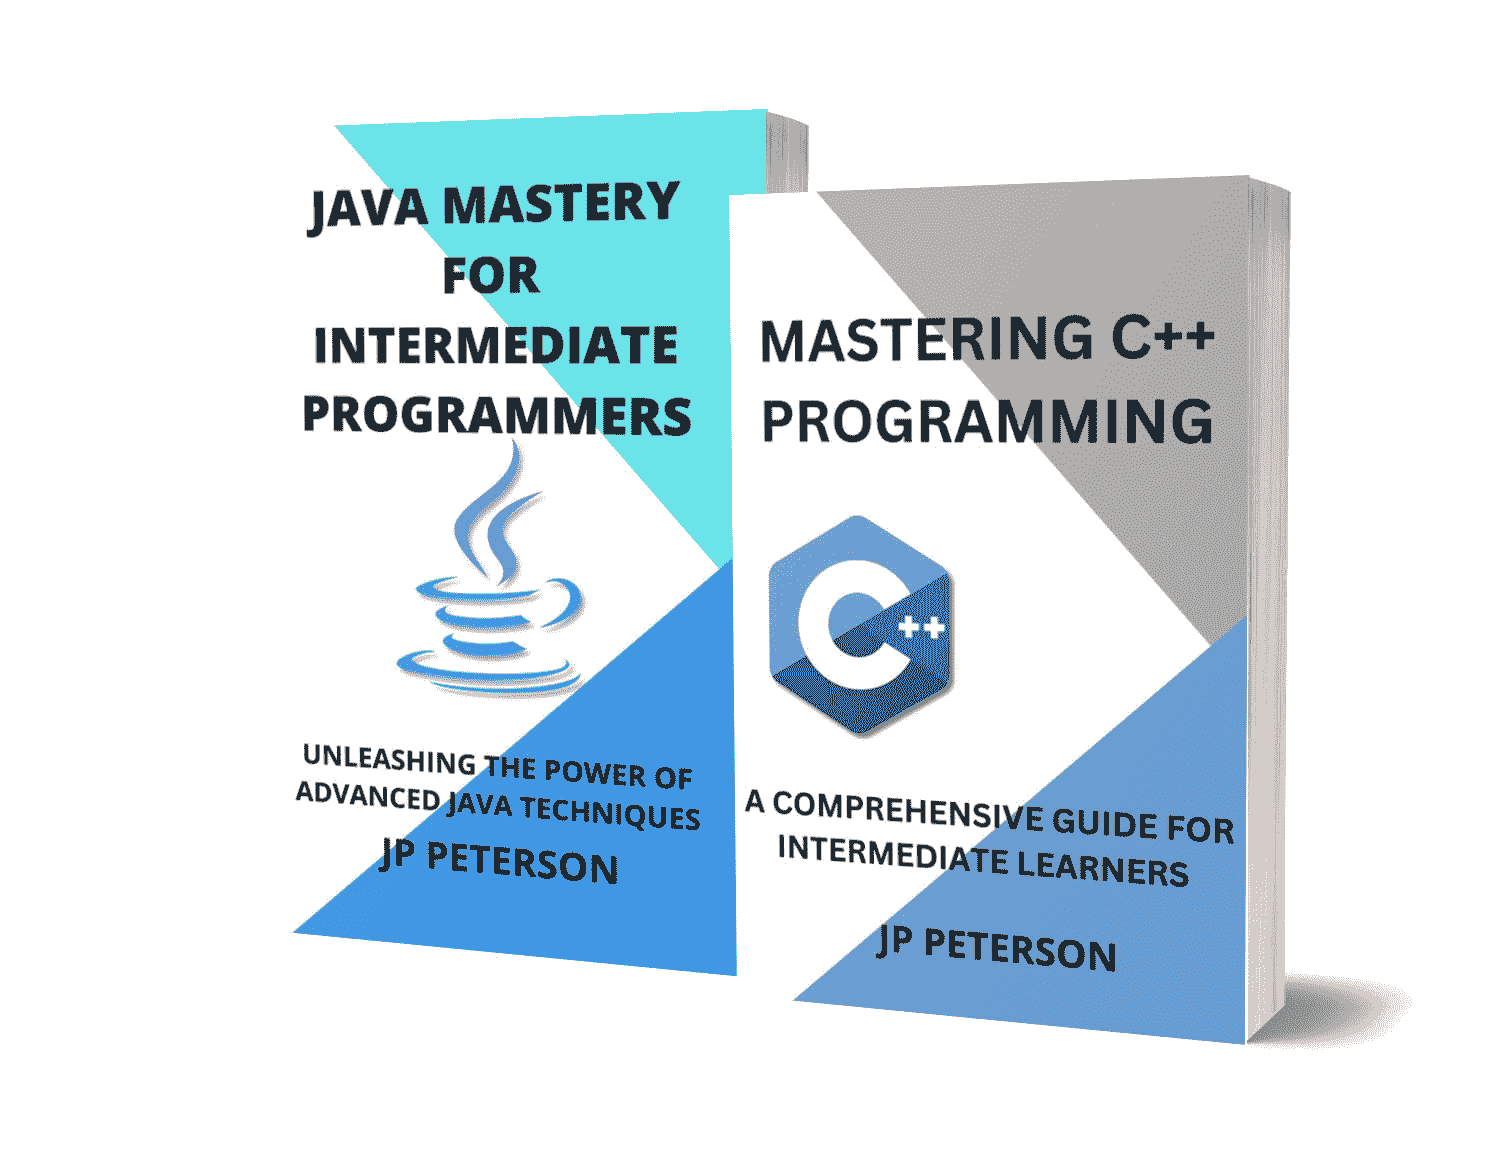 JAVA MASTERY
FOR
INTERMEDIATE
PROGRAMMERS
UNLEASHING THE POWER OF
ADVANCED JAVA TECHNIQUES
JP PETERSON
MASTERING C++
PROGRAMMING
C++
A COMPREHENSIVE GUIDE FOR
INTERMEDIATE LEARNERS
JP PETERSON